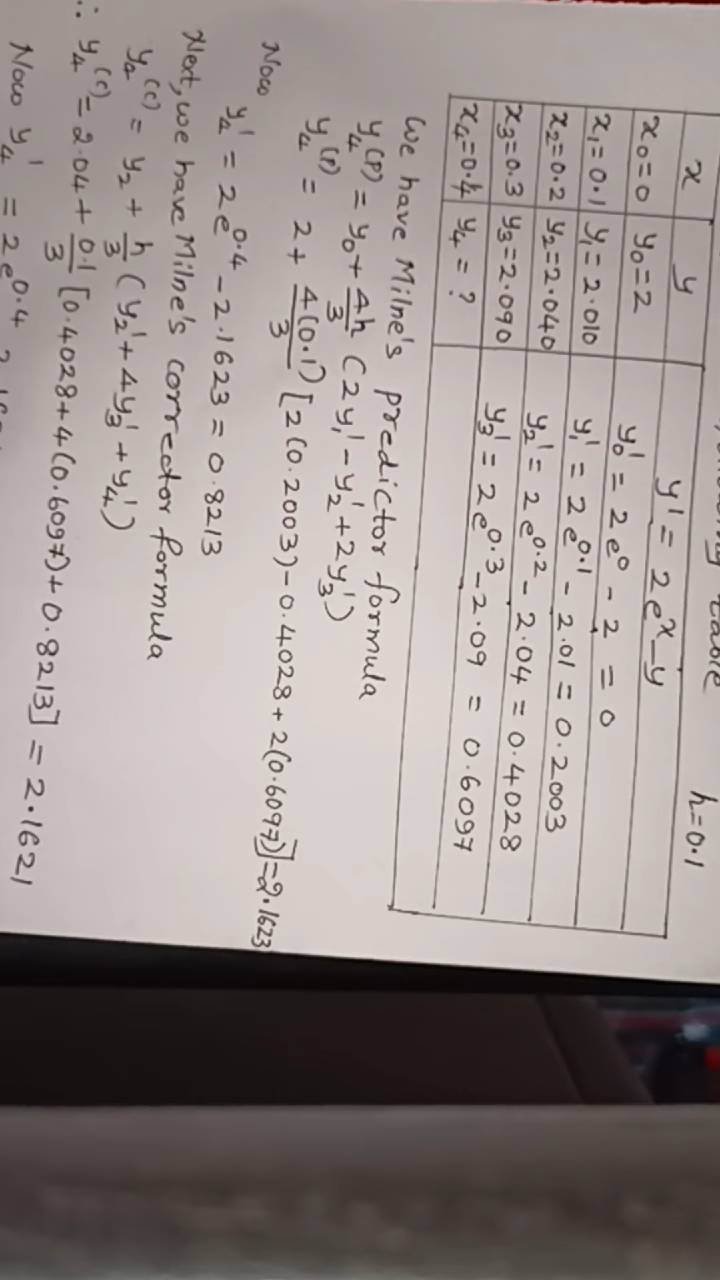 table h=0.1
x y y' = 2e^x - y
x₀=0 y₀=2 y₀' = 2e⁰ - 2 = 0
x₁=0.1 y₁=2.010 y₁' = 2e^0.1 - 2.01 = 0.2003
x₂=0.2 y₂=2.040 y₂' = 2e^0.2 - 2.04 = 0.4028
x₃=0.3 y₃=2.090 y₃' = 2e^0.3 - 2.09 = 0.6097
x₄=0.4 y₄ = ?
We have Milne's predictor formula
y₄^(P) = y₀ + 4h/3 (2y₁' - y₂' + 2y₃')
y₄^(P) = 2 + 4(0.1)/3 [2(0.2003) - 0.4028 + 2(0.6097)] = 2.1623
Now
y₄' = 2e^0.4 - 2.1623 = 0.8213
Next, we have Milne's corrector formula
y₄^(c) = y₂ + h/3 (y₂' + 4y₃' + y₄')
∴ y₄^(c) = 2.04 + 0.1/3 [0.4028 + 4(0.6097) + 0.8213] = 2.1621
Now y₄' = 2e^0.4